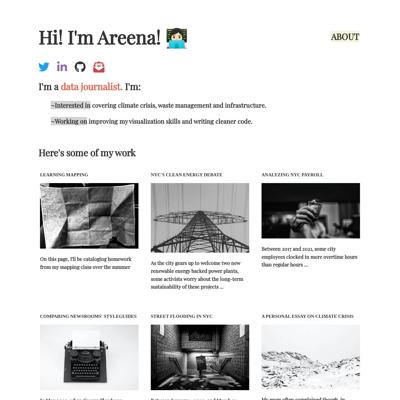 Hi! I'm Areena!
ABOUT
I'm a data journalist. I'm:
~Interested in covering climate crisis, waste management and infrastructure.
~Working on improving my visualization skills and writing cleaner code.
Here's some of my work
LEARNING MAPPING
NYC'S CLEAN ENERGY DEBATE
ANALYZING NYC PAYROLL
On this page, I'll be cataloging homework
from my mapping class over the summer
As the city gears up to welcome two new
renewable energy backed power plants,
some activists worry about the long-term
sustainability of these projects ...
Between 2017 and 2021, some city
employees clocked in more overtime hours
than regular hours ...
COMPARING NEWSROOMS' STYLEGUIDES
STREET FLOODING IN NYC
A PERSONAL ESSAY ON CLIMATE CRISIS